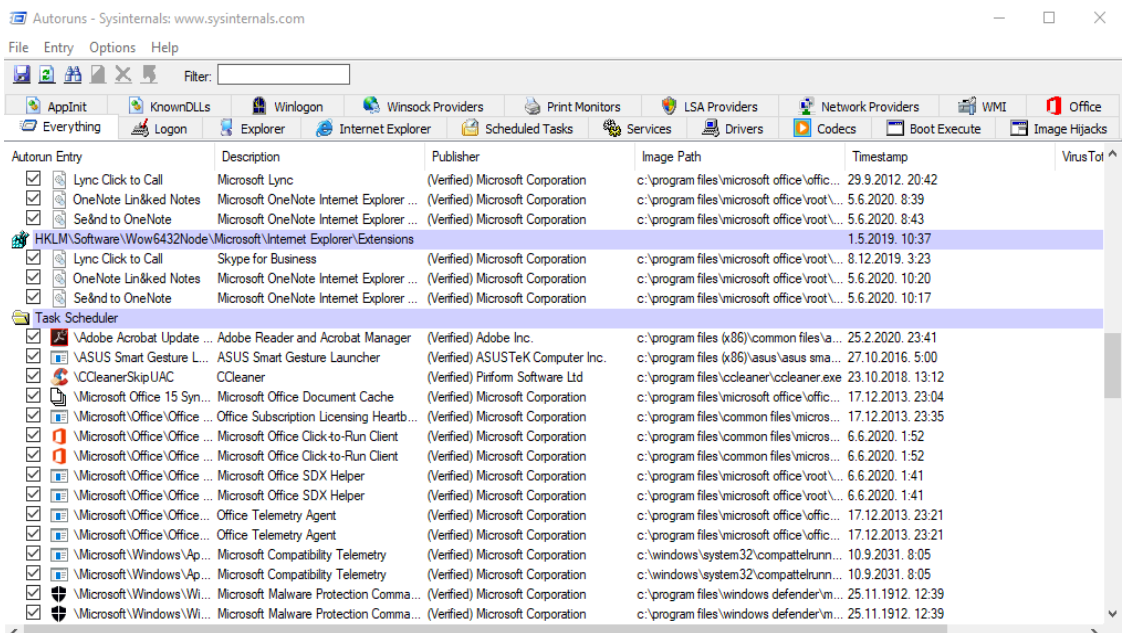 Autoruns - Sysinternals: www.sysinternals.com
File Entry Options Help
Filter:
AppInit KnownDLLs Winlogon Winsock Providers Print Monitors LSA Providers Network Providers WMI Office
Everything Logon Explorer Internet Explorer Scheduled Tasks Services Drivers Codecs Boot Execute Image Hijacks
Autorun Entry Description Publisher Image Path Timestamp VirusTot
Lync Click to Call Microsoft Lync (Verified) Microsoft Corporation c:\program files\microsoft office\offic... 29.9.2012. 20:42
OneNote Lin&ked Notes Microsoft OneNote Internet Explorer ... (Verified) Microsoft Corporation c:\program files\microsoft office\root\... 5.6.2020. 8:39
Se&nd to OneNote Microsoft OneNote Internet Explorer ... (Verified) Microsoft Corporation c:\program files\microsoft office\root\... 5.6.2020. 8:43
HKLM\Software\Wow6432Node\Microsoft\Internet Explorer\Extensions 1.5.2019. 10:37
Lync Click to Call Skype for Business (Verified) Microsoft Corporation c:\program files\microsoft office\root\... 8.12.2019. 3:23
OneNote Lin&ked Notes Microsoft OneNote Internet Explorer ... (Verified) Microsoft Corporation c:\program files\microsoft office\root\... 5.6.2020. 10:20
Se&nd to OneNote Microsoft OneNote Internet Explorer ... (Verified) Microsoft Corporation c:\program files\microsoft office\root\... 5.6.2020. 10:17
Task Scheduler
\Adobe Acrobat Update ... Adobe Reader and Acrobat Manager (Verified) Adobe Inc. c:\program files (x86)\common files\a... 25.2.2020. 23:41
\ASUS Smart Gesture L... ASUS Smart Gesture Launcher (Verified) ASUSTeK Computer Inc. c:\program files (x86)\asus\asus sma... 27.10.2016. 5:00
\CCleanerSkipUAC CCleaner (Verified) Piriform Software Ltd c:\program files\ccleaner\ccleaner.exe 23.10.2018. 13:12
\Microsoft Office 15 Syn... Microsoft Office Document Cache (Verified) Microsoft Corporation c:\program files\microsoft office\offic... 17.12.2013. 23:04
\Microsoft\Office\Office ... Office Subscription Licensing Heartb... (Verified) Microsoft Corporation c:\program files\common files\micros... 17.12.2013. 23:35
\Microsoft\Office\Office ... Microsoft Office Click-to-Run Client (Verified) Microsoft Corporation c:\program files\common files\micros... 6.6.2020. 1:52
\Microsoft\Office\Office ... Microsoft Office Click-to-Run Client (Verified) Microsoft Corporation c:\program files\common files\micros... 6.6.2020. 1:52
\Microsoft\Office\Office ... Microsoft Office SDX Helper (Verified) Microsoft Corporation c:\program files\microsoft office\root\... 6.6.2020. 1:41
\Microsoft\Office\Office ... Microsoft Office SDX Helper (Verified) Microsoft Corporation c:\program files\microsoft office\root\... 6.6.2020. 1:41
\Microsoft\Office\Office... Office Telemetry Agent (Verified) Microsoft Corporation c:\program files\microsoft office\offic... 17.12.2013. 23:21
\Microsoft\Office\Office... Office Telemetry Agent (Verified) Microsoft Corporation c:\program files\microsoft office\offic... 17.12.2013. 23:21
\Microsoft\Windows\Ap... Microsoft Compatibility Telemetry (Verified) Microsoft Corporation c:\windows\system32\compattelrunn... 10.9.2031. 8:05
\Microsoft\Windows\Ap... Microsoft Compatibility Telemetry (Verified) Microsoft Corporation c:\windows\system32\compattelrunn... 10.9.2031. 8:05
\Microsoft\Windows\Wi... Microsoft Malware Protection Comma... (Verified) Microsoft Corporation c:\program files\windows defender\m... 25.11.1912. 12:39
\Microsoft\Windows\Wi... Microsoft Malware Protection Comma... (Verified) Microsoft Corporation c:\program files\windows defender\m... 25.11.1912. 12:39